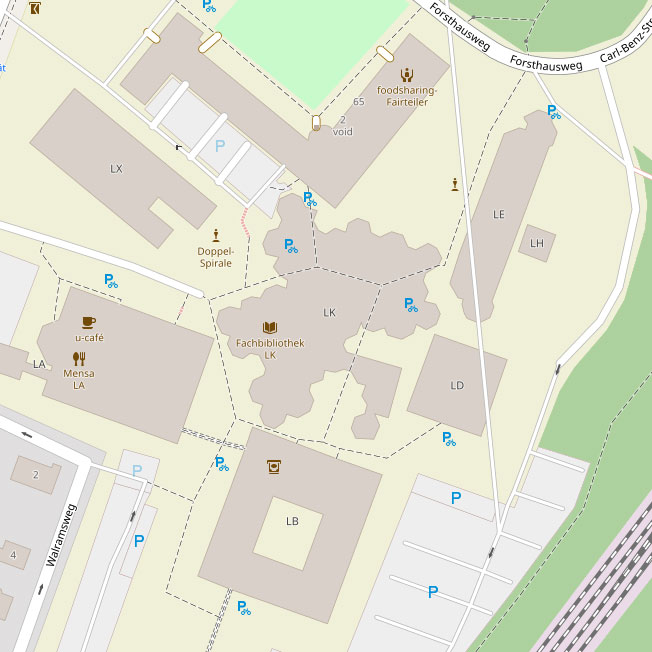 P
Forsthausweg
Forsthausweg
Carl-Benz-Str
ät
foodsharing-
Fairteiler
65
2
void
P
P
LX
P
LE
LH
Doppel-
Spirale
P
P
P
LK
u-café
Fachbibliothek
LK
LA
Mensa
LA
LD
P
P
P
2
P
LB
Walramsweg
P
4
P
P
P